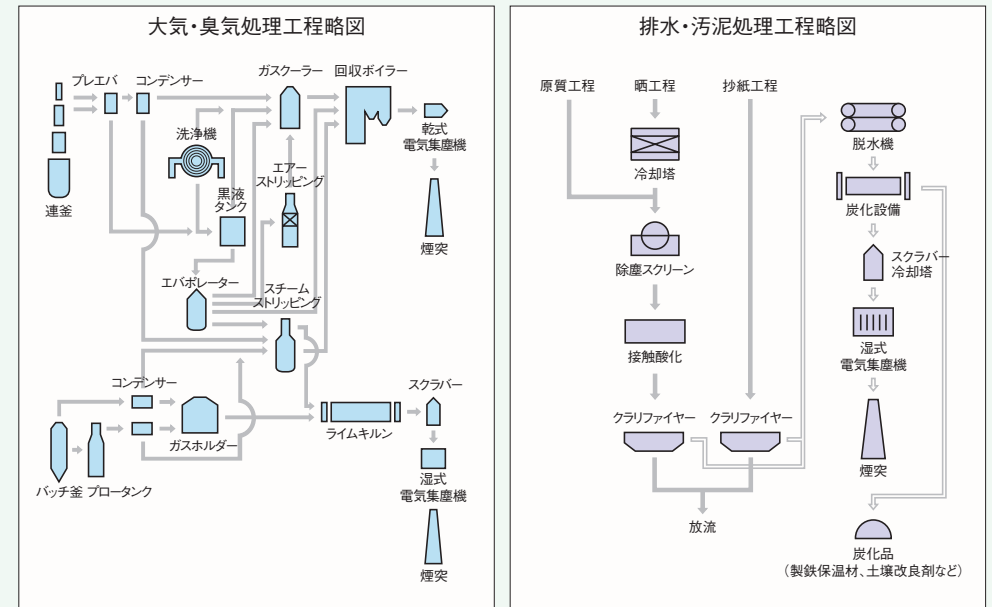 大気・臭気処理工程略図
プレエバ
コンデンサー
ガスクーラー
回収ボイラー
連釜
洗浄機
黒液
タンク
エアー
ストリッピング
乾式
電気集塵機
煙突
エバポレーター
スチーム
ストリッピング
コンデンサー
ガスホルダー
バッチ釜
ブロータンク
ライムキルン
スクラバー
湿式
電気集塵機
煙突
排水・汚泥処理工程略図
原質工程
晒工程
抄紙工程
冷却塔
除塵スクリーン
接触酸化
クラリファイヤー
クラリファイヤー
放流
脱水機
炭化設備
スクラバー
冷却塔
湿式
電気集塵機
煙突
炭化品
（製鉄保温材、土壌改良剤など）